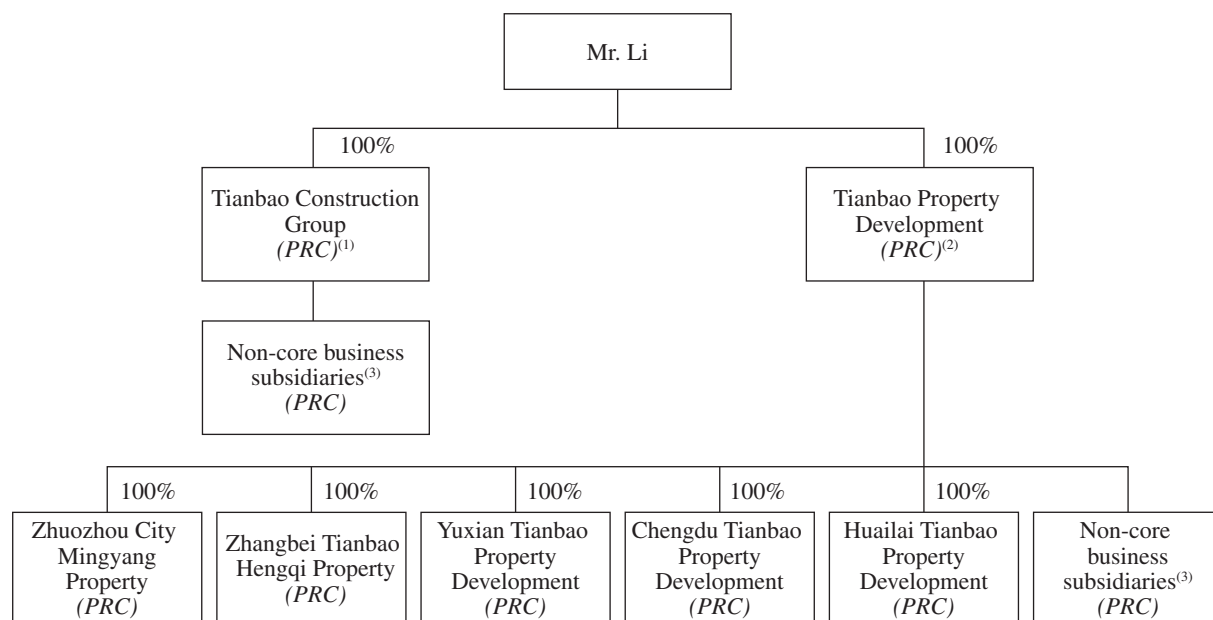 Mr. Li
100%
100%
Tianbao Construction
Group
(PRC)(1)
Tianbao Property
Development
(PRC)(2)
Non-core business
subsidiaries(3)
(PRC)
100%
100%
100%
100%
100%
Zhuozhou City
Mingyang
Property
(PRC)
Zhangbei Tianbao
Hengqi Property
(PRC)
Yuxian Tianbao
Property
Development
(PRC)
Chengdu Tianbao
Property
Development
(PRC)
Huailai Tianbao
Property
Development
(PRC)
Non-core
business
subsidiaries(3)
(PRC)